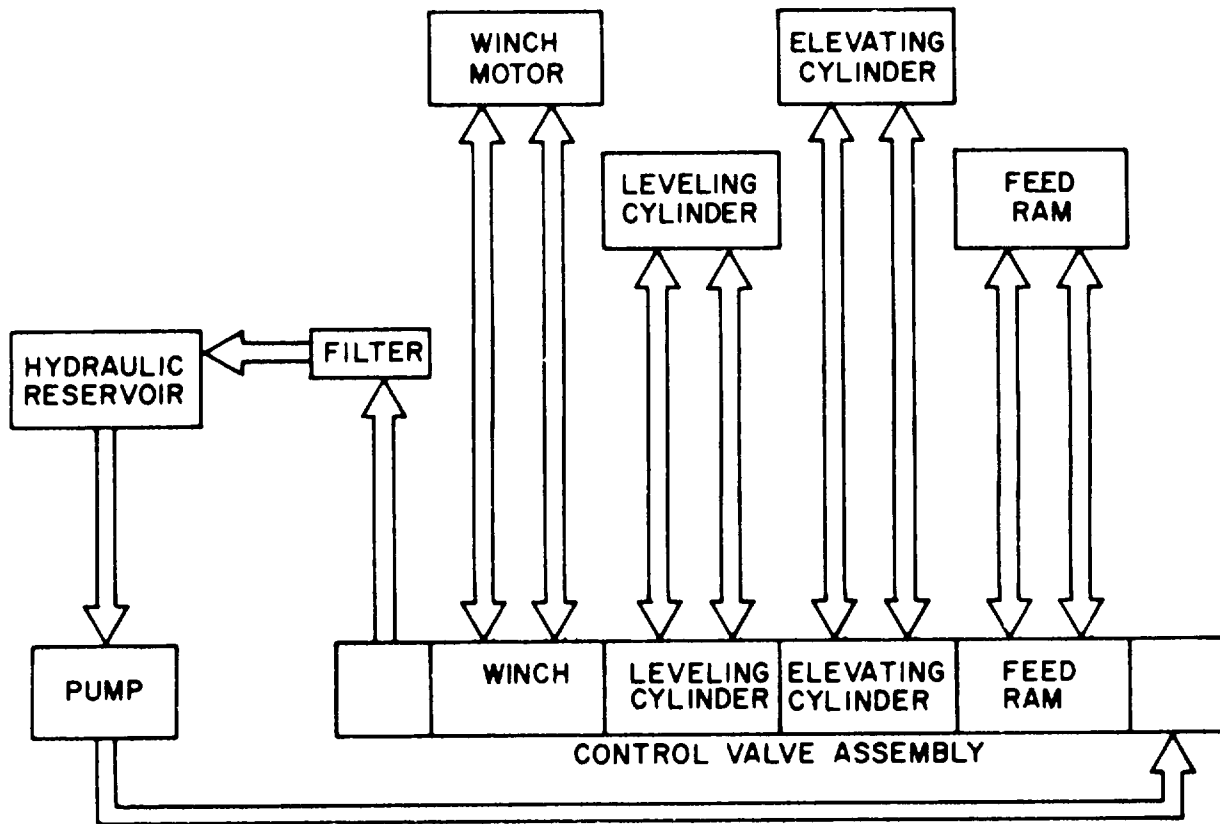 WINCH
MOTOR
ELEVATING
CYLINDER
LEVELING
CYLINDER
FEED
RAM
HYDRAULIC
RESERVOIR
FILTER
PUMP
WINCH
LEVELING
CYLINDER
ELEVATING
CYLINDER
FEED
RAM
CONTROL VALVE ASSEMBLY